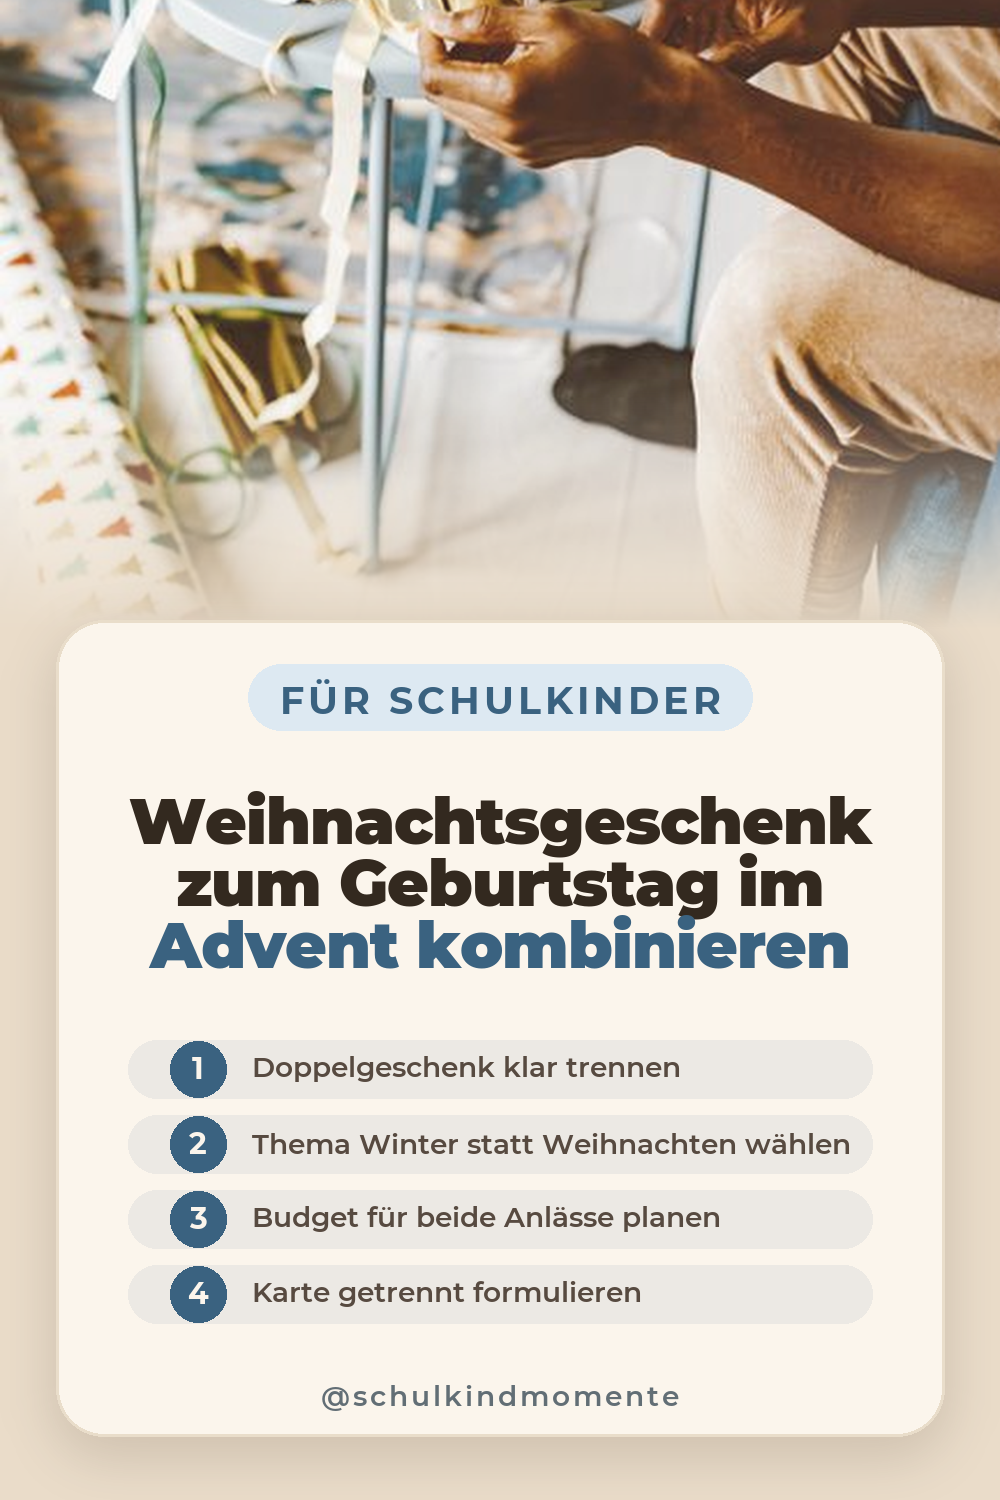 FÜR SCHULKINDER
Weihnachtsgeschenk
zum Geburtstag im
Advent kombinieren
1 Doppelgeschenk klar trennen
2 Thema Winter statt Weihnachten wählen
3 Budget für beide Anlässe planen
4 Karte getrennt formulieren
@schulkindmomente